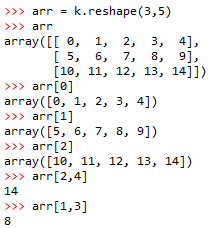 >>> arr = k.reshape(3,5)
>>> arr
array([[ 0,  1,  2,  3,  4],
       [ 5,  6,  7,  8,  9],
       [10, 11, 12, 13, 14]])
>>> arr[0]
array([0, 1, 2, 3, 4])
>>> arr[1]
array([5, 6, 7, 8, 9])
>>> arr[2]
array([10, 11, 12, 13, 14])
>>> arr[2,4]
14
>>> arr[1,3]
8